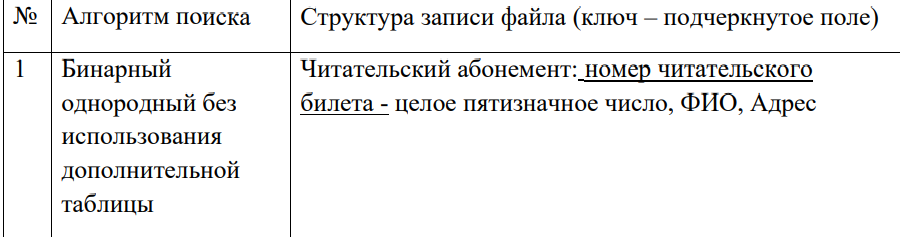 № Алгоритм поиска Структура записи файла (ключ – подчеркнутое поле)
1 Бинарный Читательский абонемент: номер читательского
однородный без билета - целое пятизначное число, ФИО, Адрес
использования
дополнительной
таблицы